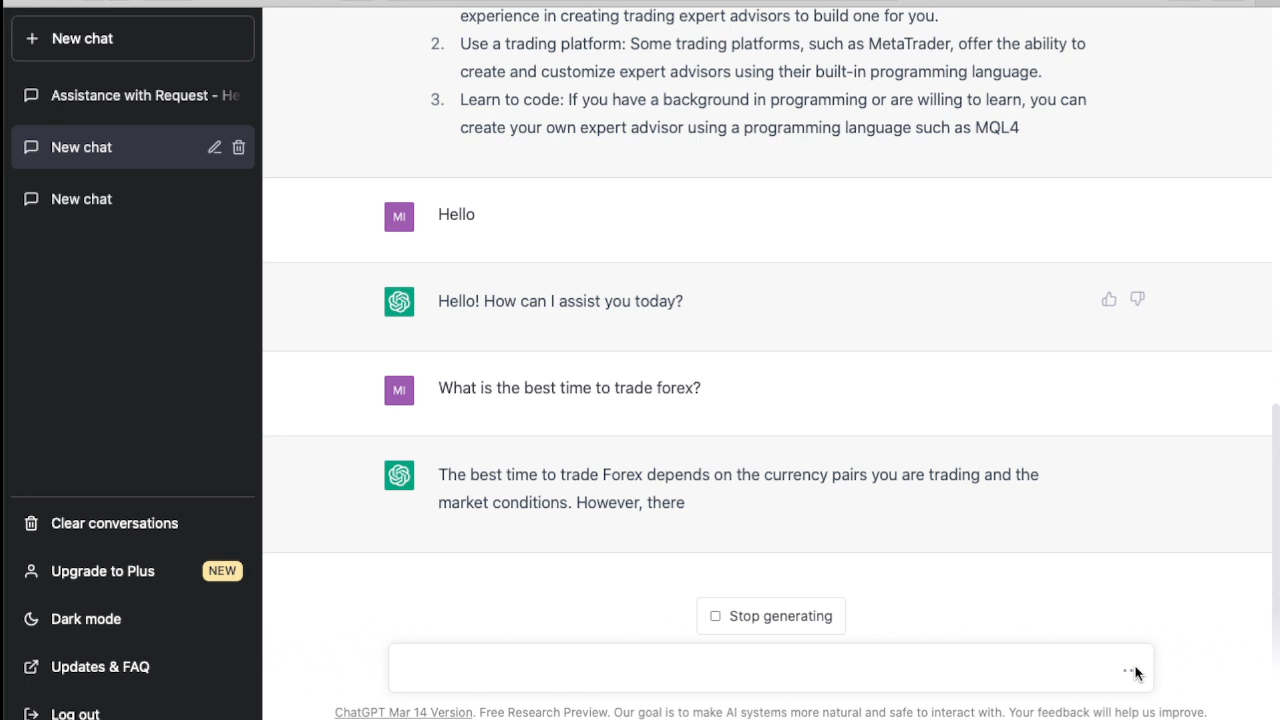 New chat
Assistance with Request - He
New chat
New chat
Clear conversations
Upgrade to Plus NEW
Dark mode
Updates & FAQ
Log out
experience in creating trading expert advisors to build one for you.
2. Use a trading platform: Some trading platforms, such as MetaTrader, offer the ability to
create and customize expert advisors using their built-in programming language.
3. Learn to code: If you have a background in programming or are willing to learn, you can
create your own expert advisor using a programming language such as MQL4
MI Hello
Hello! How can I assist you today?
MI What is the best time to trade forex?
The best time to trade Forex depends on the currency pairs you are trading and the
market conditions. However, there
Stop generating
ChatGPT Mar 14 Version. Free Research Preview. Our goal is to make AI systems more natural and safe to interact with. Your feedback will help us improve.